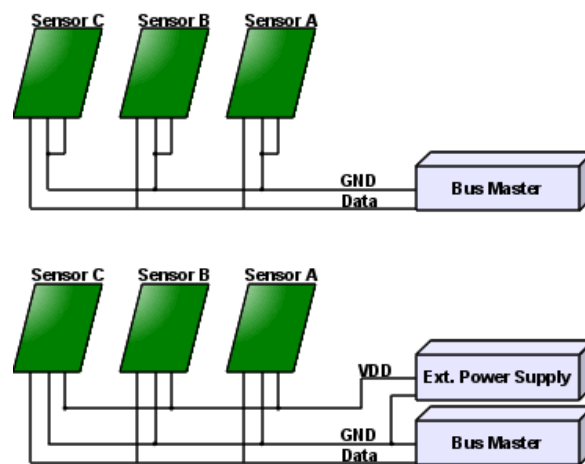 Sensor C Sensor B Sensor A
GND
Bus Master
Data
Sensor C Sensor B Sensor A
VDD
Ext. Power Supply
GND
Bus Master
Data